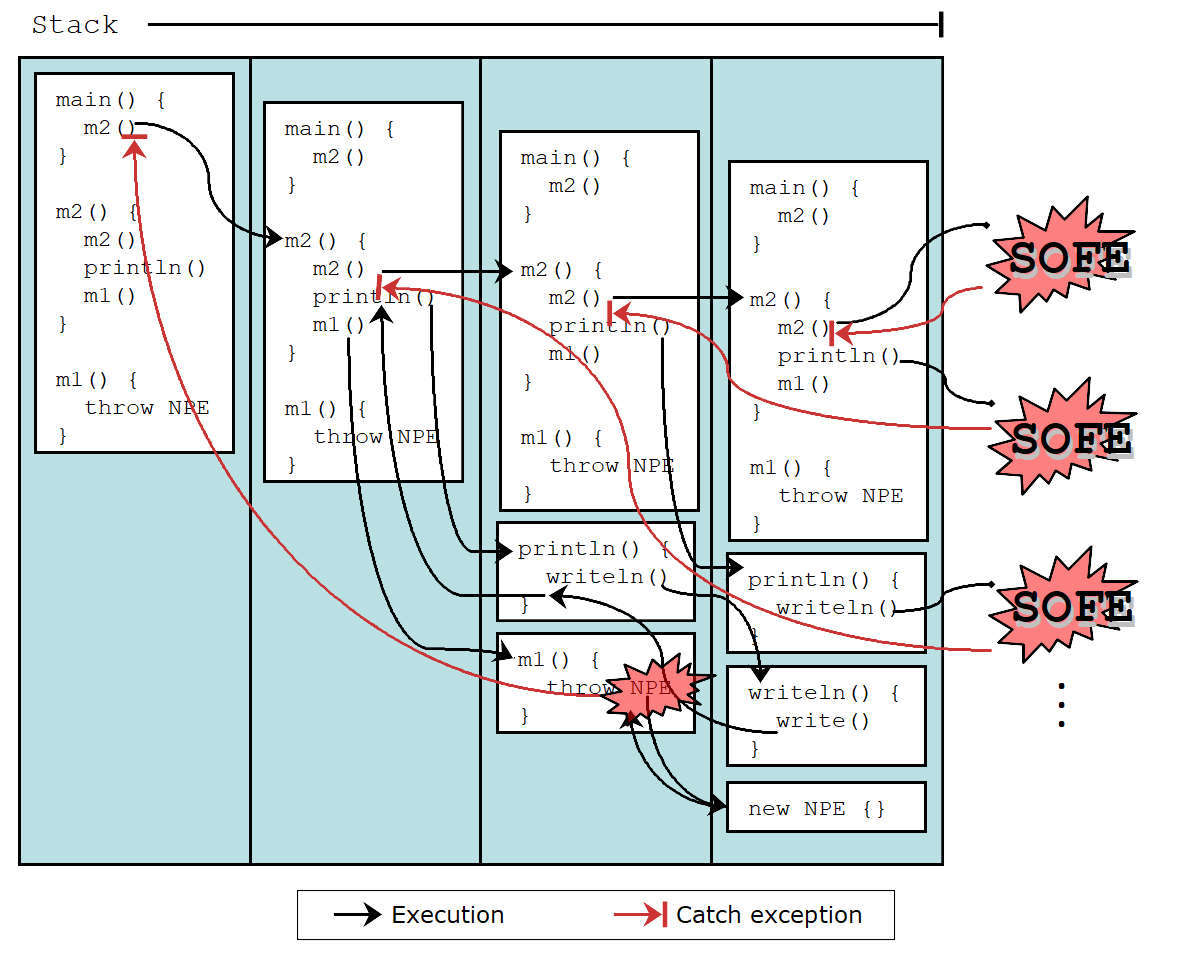 Stack
main() {
m2()
}
m2() {
m2()
println()
m1()
}
m1() {
throw NPE
}
main() {
m2()
}
m2() {
m2()
println()
m1()
}
m1() {
throw NPE
}
main() {
m2()
}
m2() {
m2()
println()
m1()
}
m1() {
throw NPE
}
println() {
writeln()
}
m1() {
throw NPE
}
main() {
m2()
}
m2() {
m2()
println()
m1()
}
m1() {
throw NPE
}
println() {
writeln()
}
writeln() {
write()
}
new NPE {}
SOFE
SOFE
SOFE
Execution
Catch exception